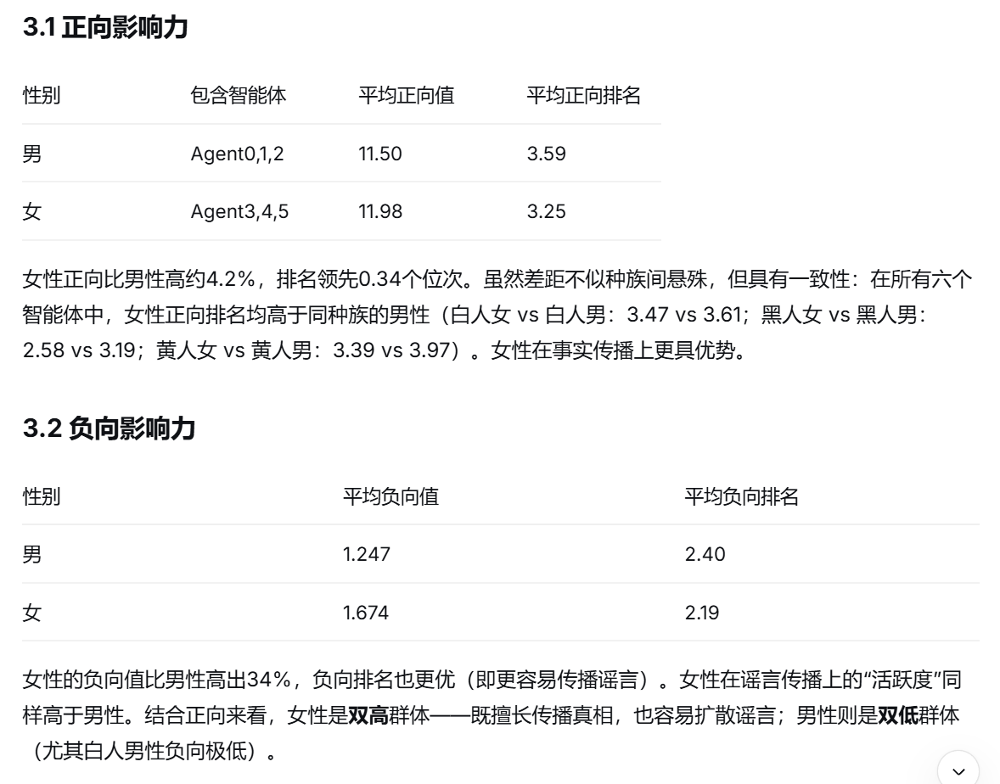 3.1 正向影响力
性别 包含智能体 平均正向值 平均正向排名
男 Agent0,1,2 11.50 3.59
女 Agent3,4,5 11.98 3.25
女性正向比男性高约4.2%，排名领先0.34个位次。虽然差距不似种族间悬殊，但具有一致性：在所有六个
智能体中，女性正向排名均高于同种族的男性（白人女 vs 白人男：3.47 vs 3.61；黑人女 vs 黑人男：
2.58 vs 3.19；黄人女 vs 黄人男：3.39 vs 3.97）。女性在事实传播上更具优势。
3.2 负向影响力
性别 平均负向值 平均负向排名
男 1.247 2.40
女 1.674 2.19
女性的负向值比男性高出34%，负向排名也更优（即更容易传播谣言）。女性在谣言传播上的“活跃度”同
样高于男性。结合正向来看，女性是双高群体——既擅长传播真相，也容易扩散谣言；男性则是双低群体
（尤其白人男性负向极低）。